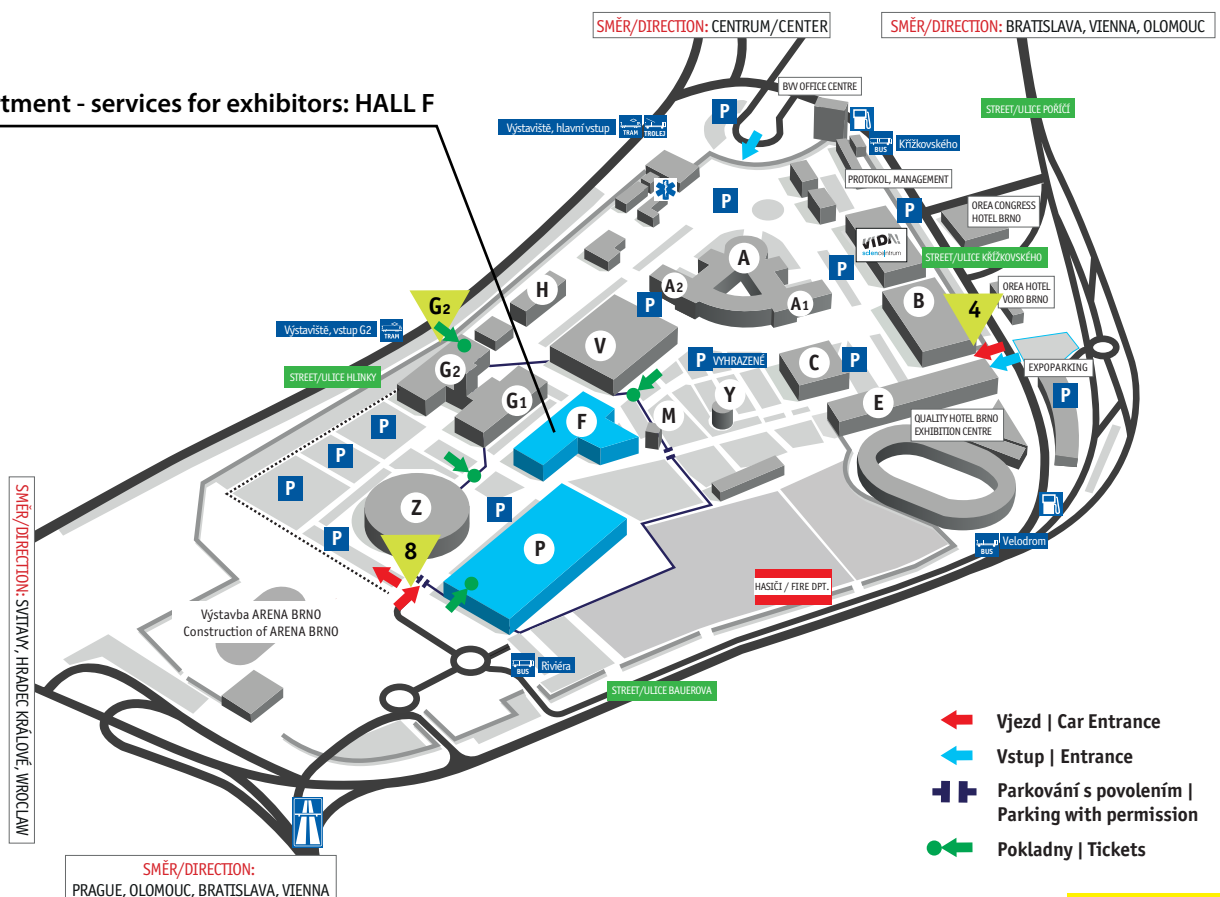 SMĚR/DIRECTION: CENTRUM/CENTER
SMĚR/DIRECTION: BRATISLAVA, VIENNA, OLOMOUC
tment - services for exhibitors: HALL F
BVV OFFICE CENTRE
P
STREET/ULICE POŘÍČÍ
Výstaviště, hlavní vstup
TRAM
TROLEJ
BUS
Křížkovského
PROTOKOL, MANAGEMENT
P
P
OREA CONGRESS
HOTEL BRNO
VIDA!
science centrum
STREET/ULICE KŘÍŽKOVSKÉHO
A
P
A2
A1
H
P
B
OREA HOTEL
VORO BRNO
4
G2
Výstaviště, vstup G2
TRAM
V
P VYHRAZENÉ
C
P
EXPOPARKING
G2
STREET/ULICE HLINKY
G1
Y
E
P
M
F
QUALITY HOTEL BRNO
EXHIBITION CENTRE
P
P
P
Z
P
P
P
8
BUS
Velodrom
HASIČI / FIRE DPT.
Výstavba ARENA BRNO
Construction of ARENA BRNO
BUS
Riviéra
STREET/ULICE BAUEROVA
SMĚR/DIRECTION: SVITAVY, HRADEC KRÁLOVÉ, WROCLAW
SMĚR/DIRECTION:
PRAGUE, OLOMOUC, BRATISLAVA, VIENNA
Vjezd | Car Entrance
Vstup | Entrance
Parkování s povolením |
Parking with permission
Pokladny | Tickets